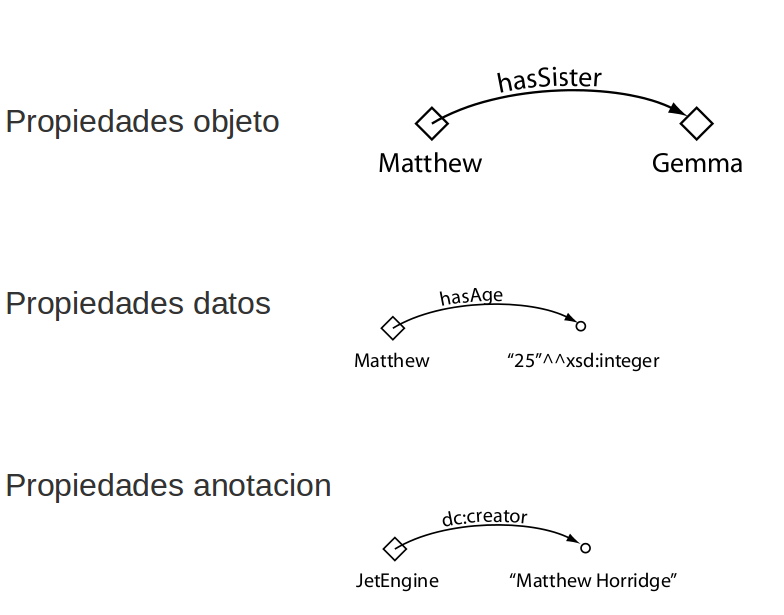 hasSister
Propiedades objeto
Matthew
Gemma
Propiedades datos
hasAge
Matthew
“25”^^xsd:integer
Propiedades anotacion
dc:creator
JetEngine
“Matthew Horridge”